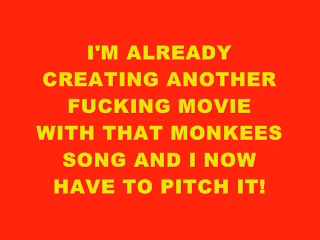 I'M ALREADY
CREATING ANOTHER
FUCKING MOVIE
WITH THAT MONKEES
SONG AND I NOW
HAVE TO PITCH IT!